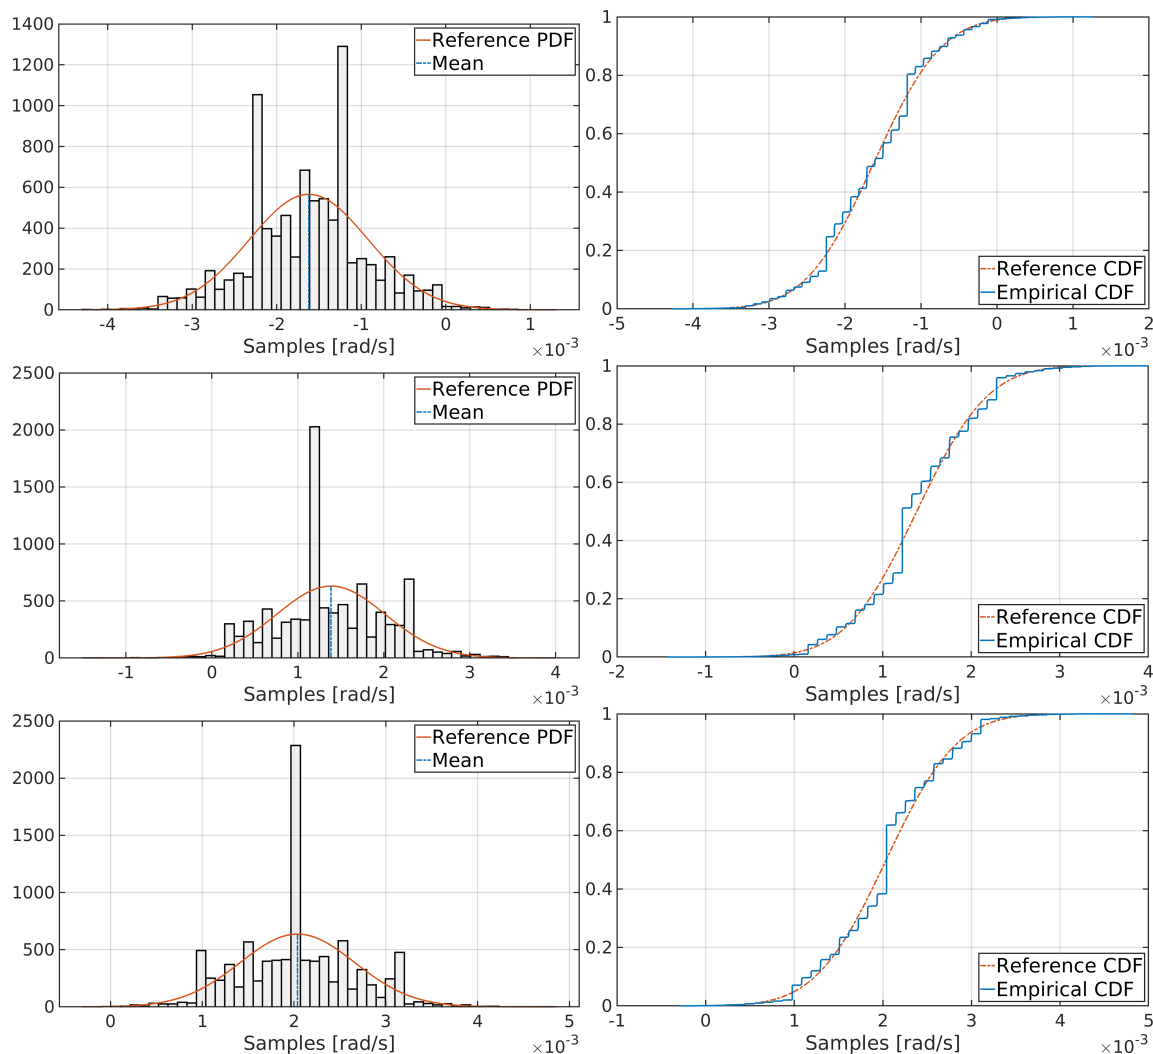 1400
1200
1000
800
600
400
200
0
-4 -3 -2 -1 0 1
Samples [rad/s]
×10-3
Reference PDF
Mean
1
0.8
0.6
0.4
0.2
0
-5 -4 -3 -2 -1 0 1 2
Samples [rad/s]
×10-3
Reference CDF
Empirical CDF
2500
2000
1500
1000
500
0
-1 0 1 2 3 4
Samples [rad/s]
×10-3
Reference PDF
Mean
1
0.8
0.6
0.4
0.2
0
-2 -1 0 1 2 3 4
Samples [rad/s]
×10-3
Reference CDF
Empirical CDF
2500
2000
1500
1000
500
0
0 1 2 3 4 5
Samples [rad/s]
×10-3
Reference PDF
Mean
1
0.8
0.6
0.4
0.2
0
-1 0 1 2 3 4 5
Samples [rad/s]
×10-3
Reference CDF
Empirical CDF